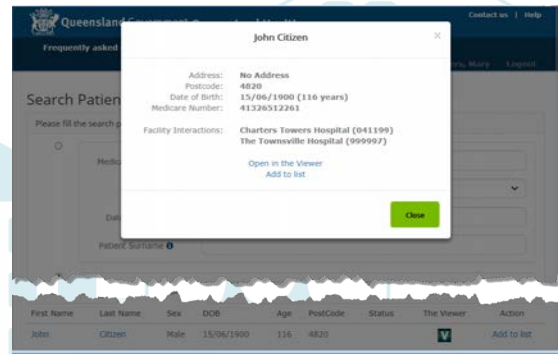 Queensland Government
Contact us | Help
Frequently asked
Mary Logout
John Citizen
×
Address: No Address
Postcode: 4820
Date of Birth: 15/06/1900 (116 years)
Medicare Number: 41326512261
Facility Interactions: Charters Towers Hospital (041199)
The Townsville Hospital (999997)
Open in the Viewer
Add to list
Close
Search Patien
Please fill the search p
Medic
Date
Patient Surname
First Name Last Name Sex DOB Age PostCode Status The Viewer Action
John Citizen Male 15/06/1900 116 4820 V Add to list